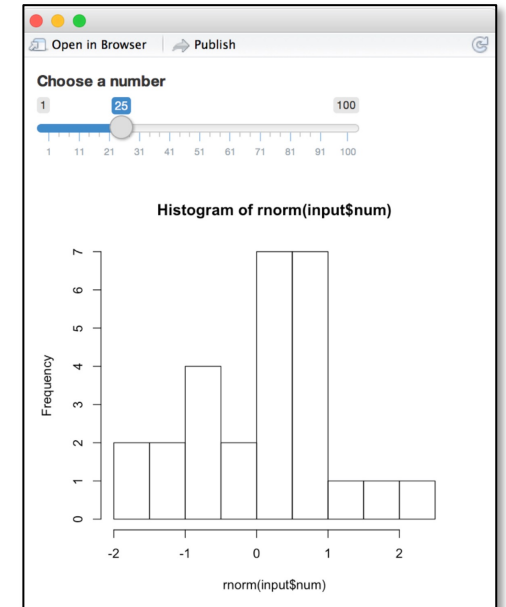 Open in Browser Publish
Choose a number
1 25 100
1 11 21 31 41 51 61 71 81 91 100
Histogram of rnorm(input$num)
7
6
5
4
3
2
1
0
Frequency
-2 -1 0 1 2
rnorm(input$num)